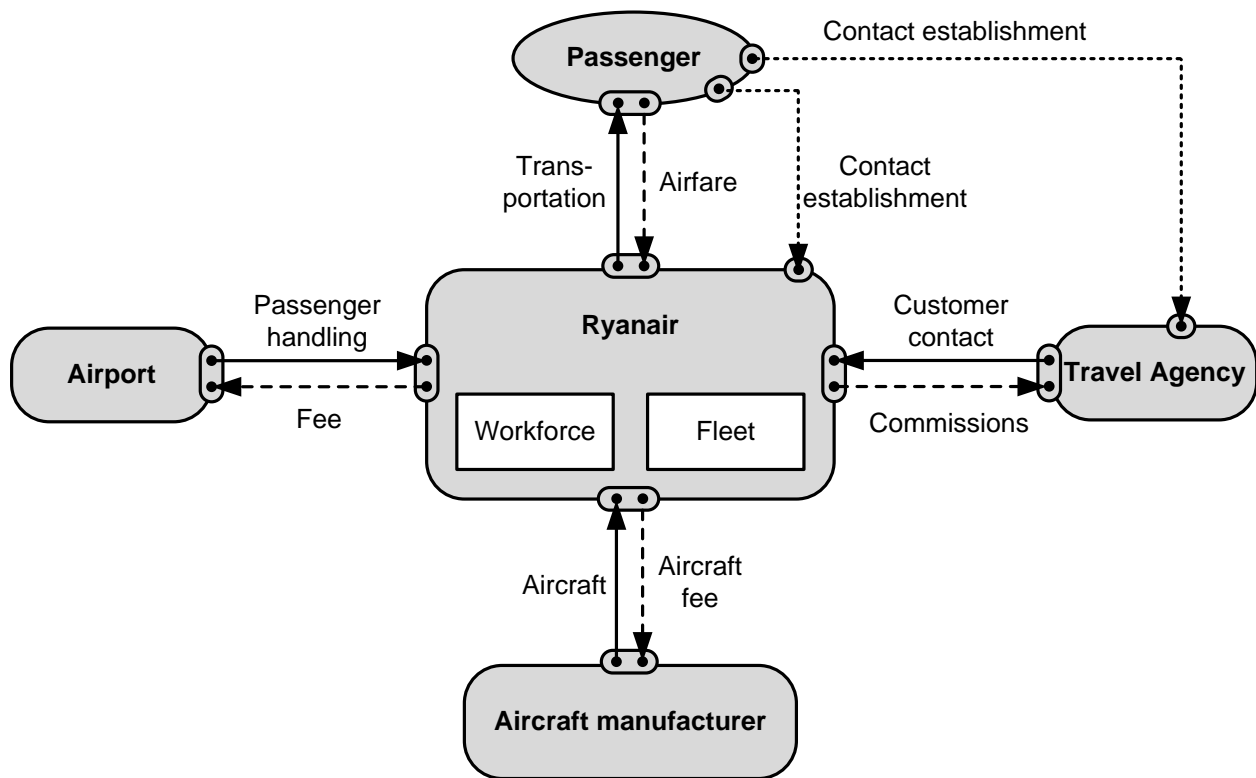 Contact establishment
Passenger
Trans-
portation
Airfare
Contact
establishment
Passenger
handling
Ryanair
Customer
contact
Airport
Travel Agency
Fee
Workforce
Fleet
Commissions
Aircraft
Aircraft
fee
Aircraft manufacturer